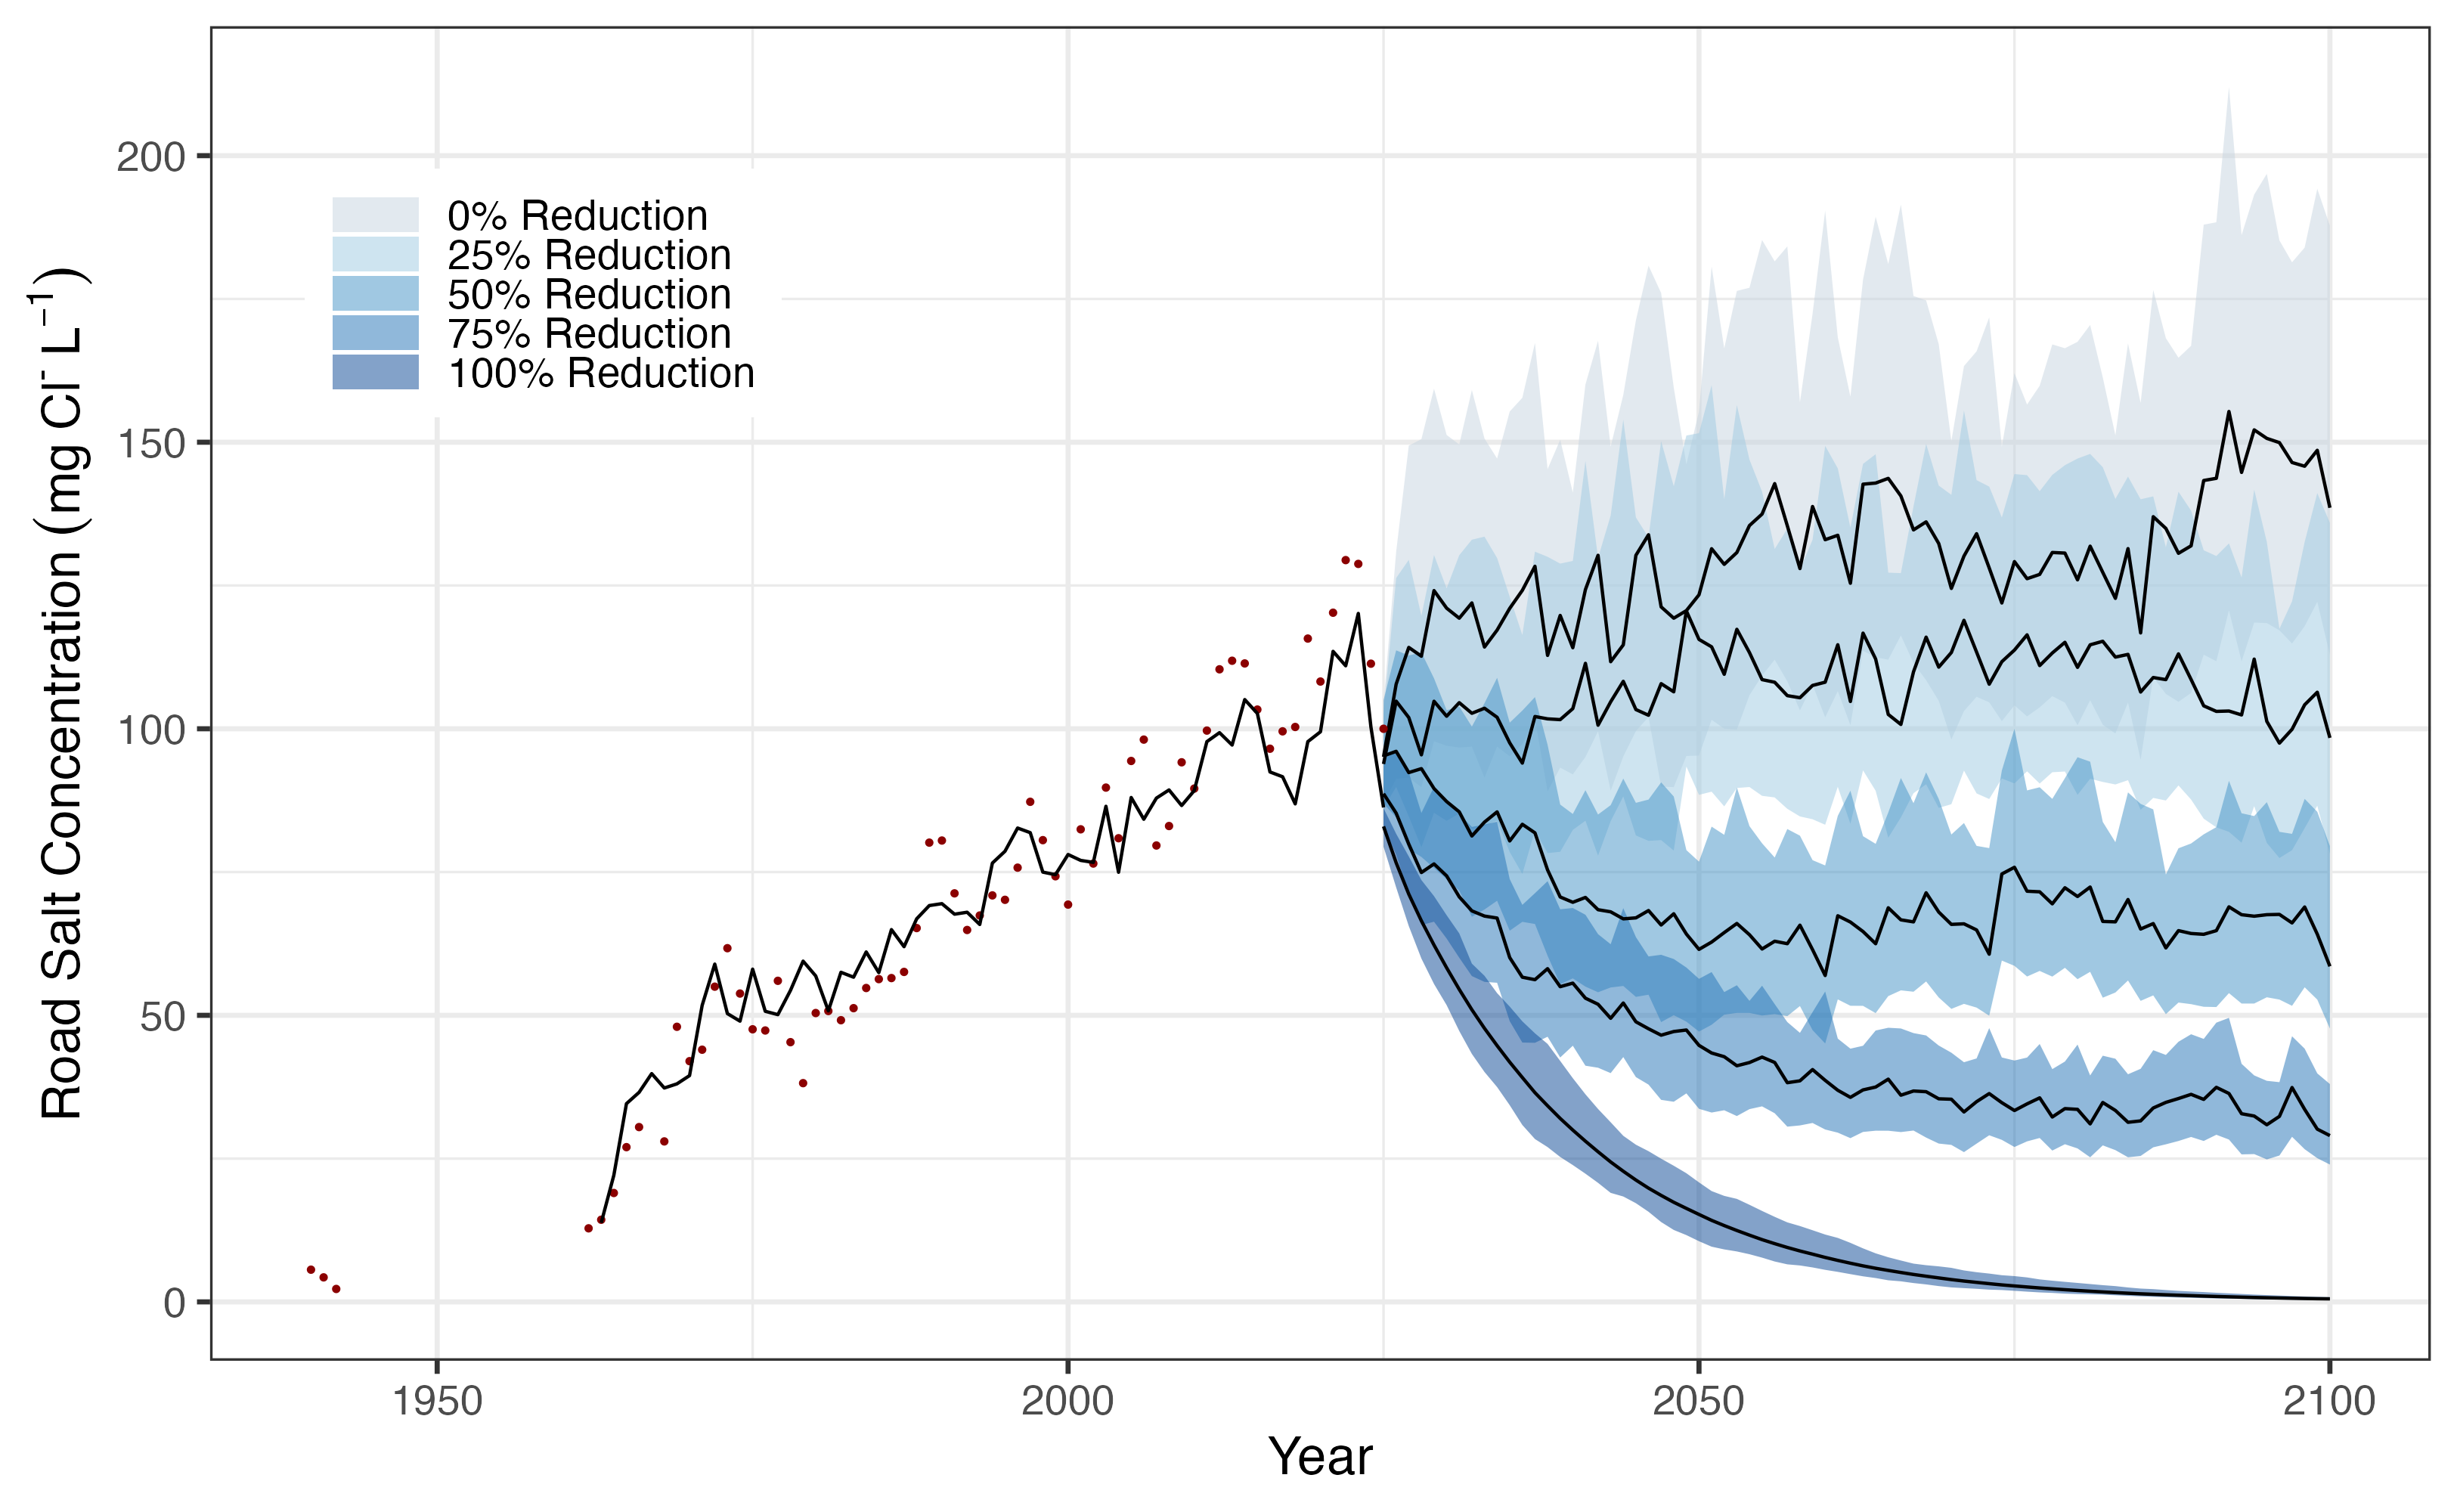 Road Salt Concentration (mg Cl⁻ L⁻¹)
200
150
100
50
0
0% Reduction
25% Reduction
50% Reduction
75% Reduction
100% Reduction
1950 2000 2050 2100
Year